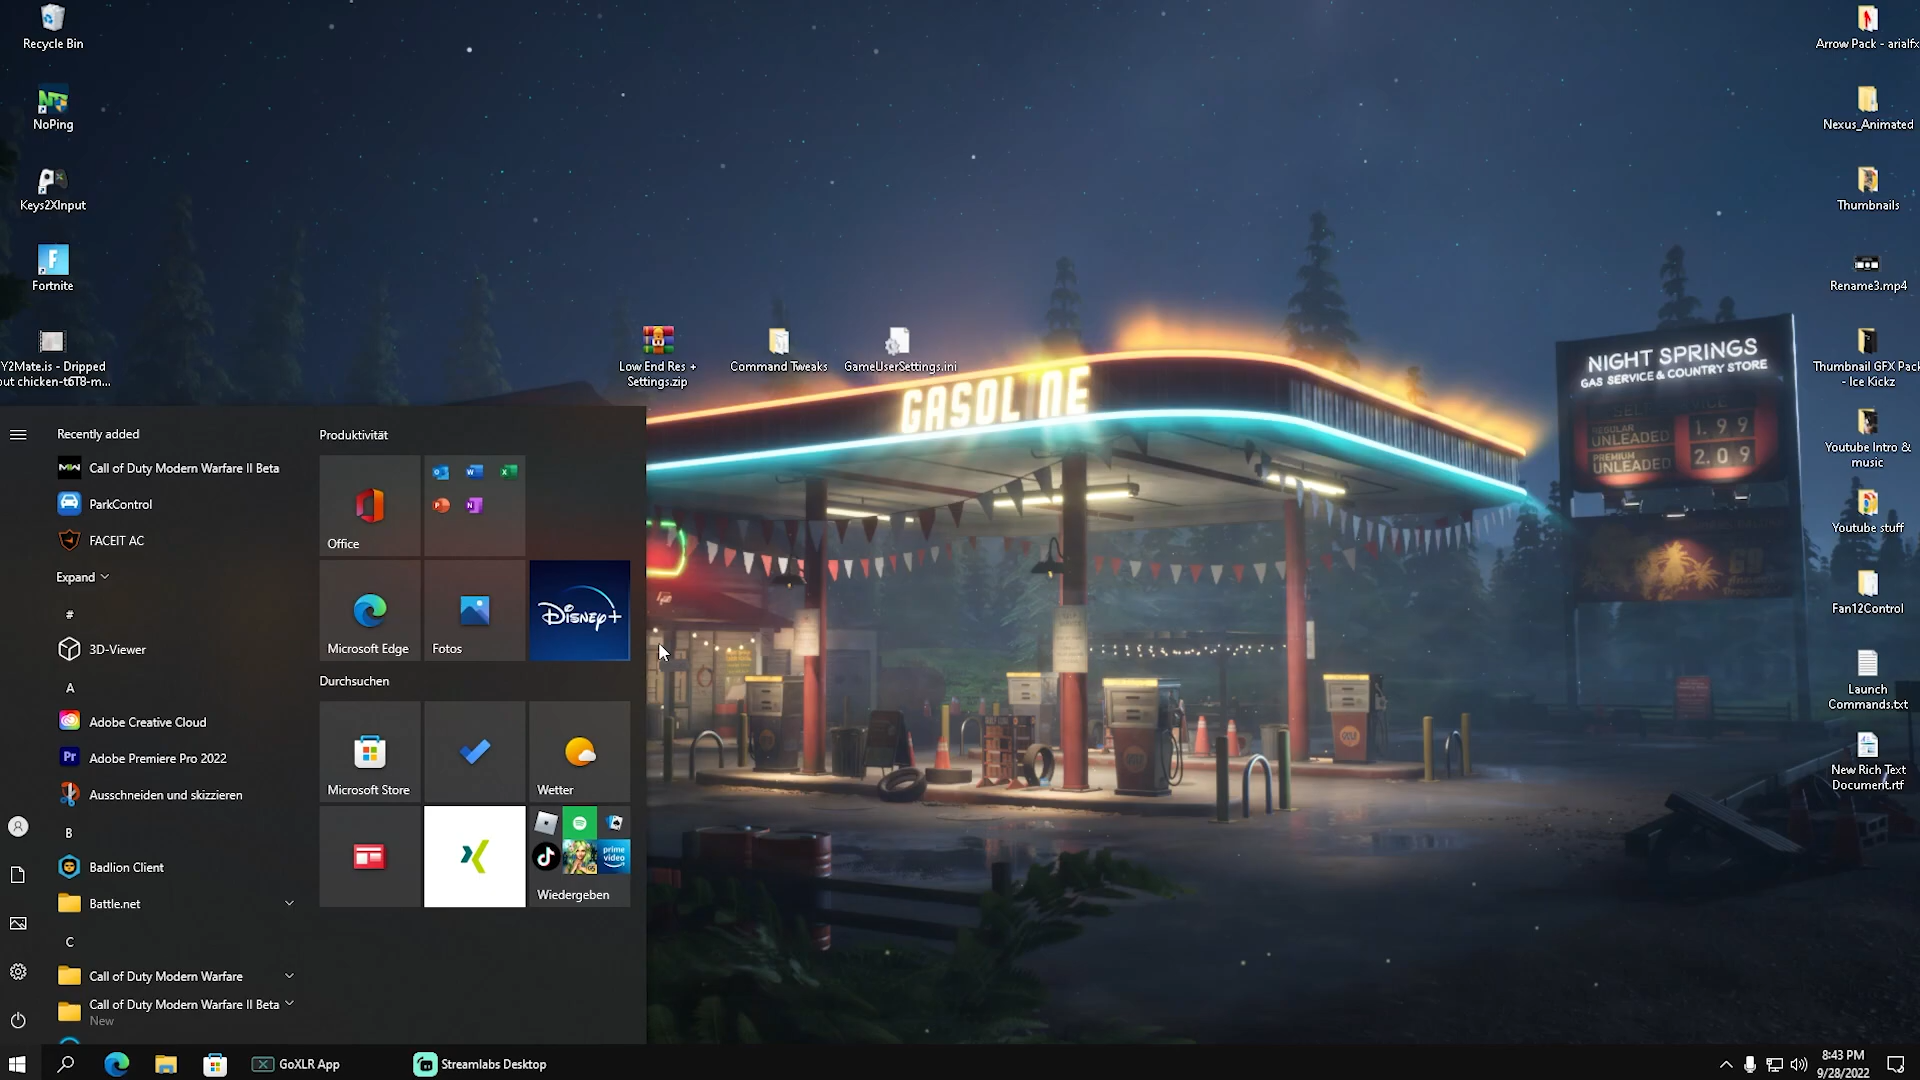 Recycle Bin
NoPing
Keys2XInput
Fortnite
Y2Mate.is - Dripped
out chicken-t6T8-m...
Low End Res +
Settings.zip
Command Tweaks
GameUserSettings.ini
GASOLINE
NIGHT SPRINGS
GAS SERVICE & COUNTRY STORE
REGULAR
UNLEADED
1.99
PREMIUM
UNLEADED
2.09
Arrow Pack - arialfx
Nexus_Animated
Thumbnails
Rename3.mp4
Thumbnail GFX Pack
- Ice Kickz
Youtube Intro &
music
Youtube stuff
Fan12Control
Launch
Commands.txt
New Rich Text
Document.rtf
Recently added
Call of Duty Modern Warfare II Beta
ParkControl
FACEIT AC
Expand
#
3D-Viewer
A
Adobe Creative Cloud
Adobe Premiere Pro 2022
Ausschneiden und skizzieren
B
Badlion Client
Battle.net
C
Call of Duty Modern Warfare
Call of Duty Modern Warfare II Beta
New
Produktivität
Office
Microsoft Edge
Fotos
Disney+
Durchsuchen
Microsoft Store
Wetter
prime
video
Wiedergeben
GoXLR App
Streamlabs Desktop
8:43 PM
9/28/2022